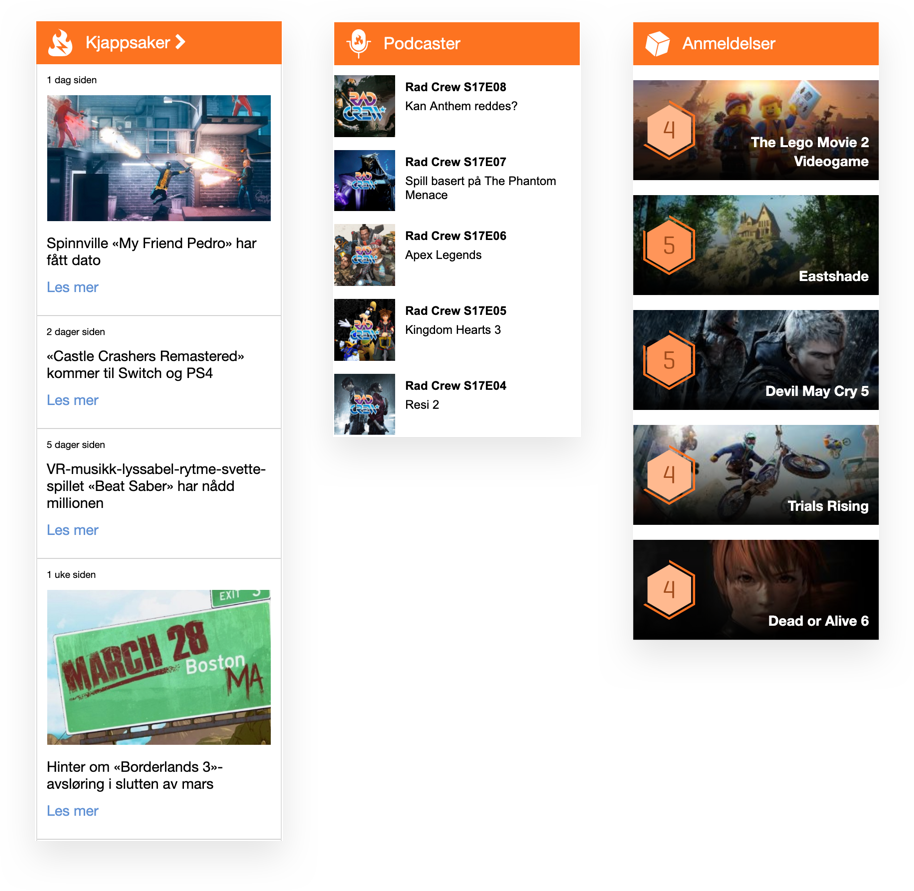 Kjappsaker
1 dag siden
Spinnville «My Friend Pedro» har
fått dato
Les mer
2 dager siden
«Castle Crashers Remastered»
kommer til Switch og PS4
Les mer
5 dager siden
VR-musikk-lyssabel-rytme-svette-
spillet «Beat Saber» har nådd
millionen
Les mer
1 uke siden
EXIT 3
MARCH 28
Boston
MA
Hinter om «Borderlands 3»-
avsløring i slutten av mars
Les mer
Podcaster
RAD
CREW
Rad Crew S17E08
Kan Anthem reddes?
RAD
CREW
Rad Crew S17E07
Spill basert på The Phantom
Menace
RAD
CREW
Rad Crew S17E06
Apex Legends
RAD
CREW
Rad Crew S17E05
Kingdom Hearts 3
RAD
CREW
Rad Crew S17E04
Resi 2
Anmeldelser
4
The Lego Movie 2
Videogame
5
Eastshade
5
Devil May Cry 5
4
Trials Rising
4
Dead or Alive 6